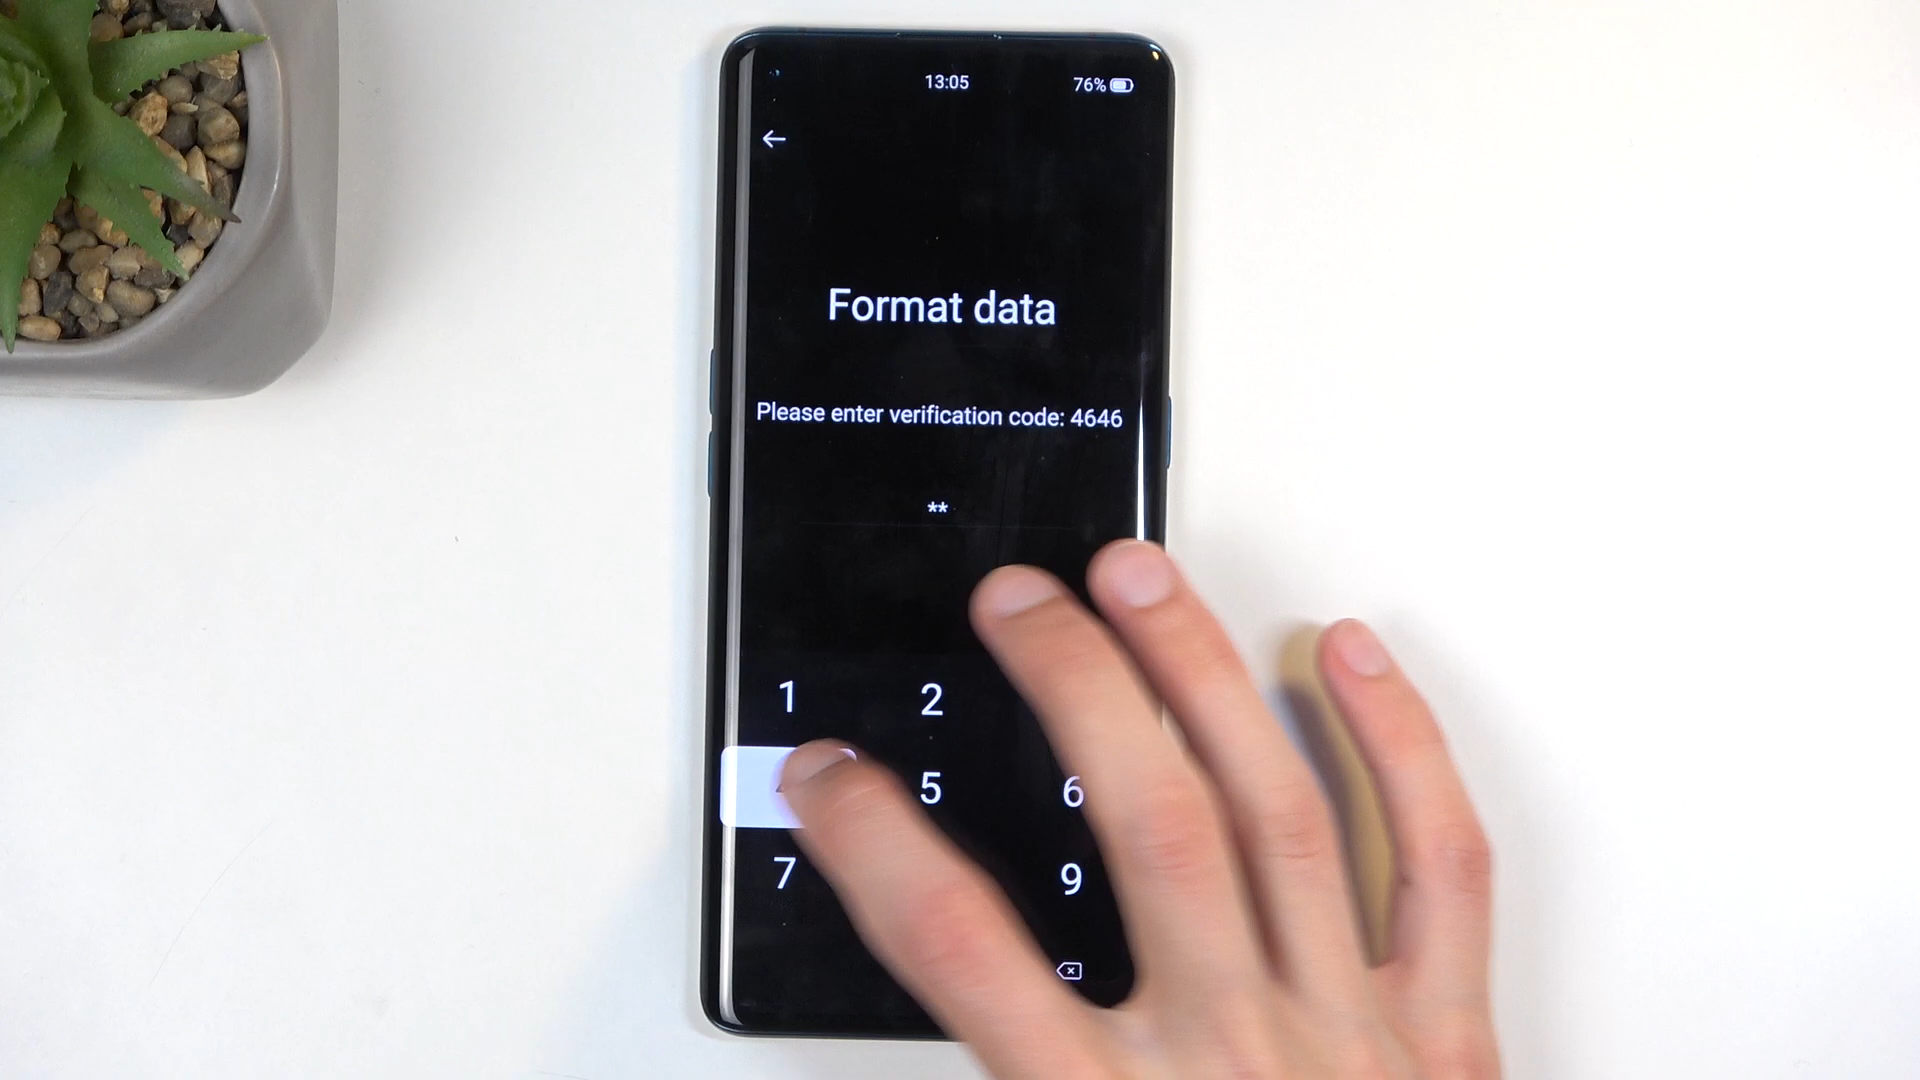 13:05 76%
Format data
Please enter verification code: 4646
**
1 2
5 6
7 9